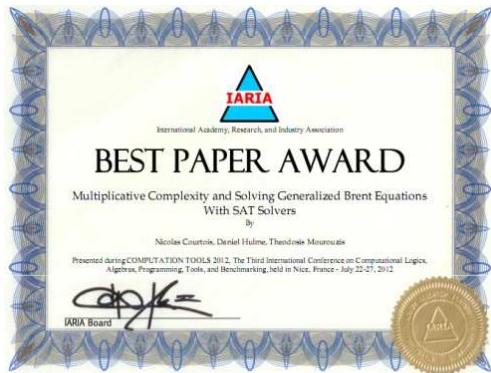 IARIA
International Academy, Research, and Industry Association
BEST PAPER AWARD
Multiplicative Complexity and Solving Generalized Brent Equations
With SAT Solvers
By
Nicolas Courtois, Daniel Hulme, Theodosis Mourouzis
Presented during COMPUTATION TOOLS 2012, The Third International Conference on Computational Logics,
Algebras, Programming, Tools, and Benchmarking, held in Nice, France - July 22-27, 2012
IARIA Board
IARIA